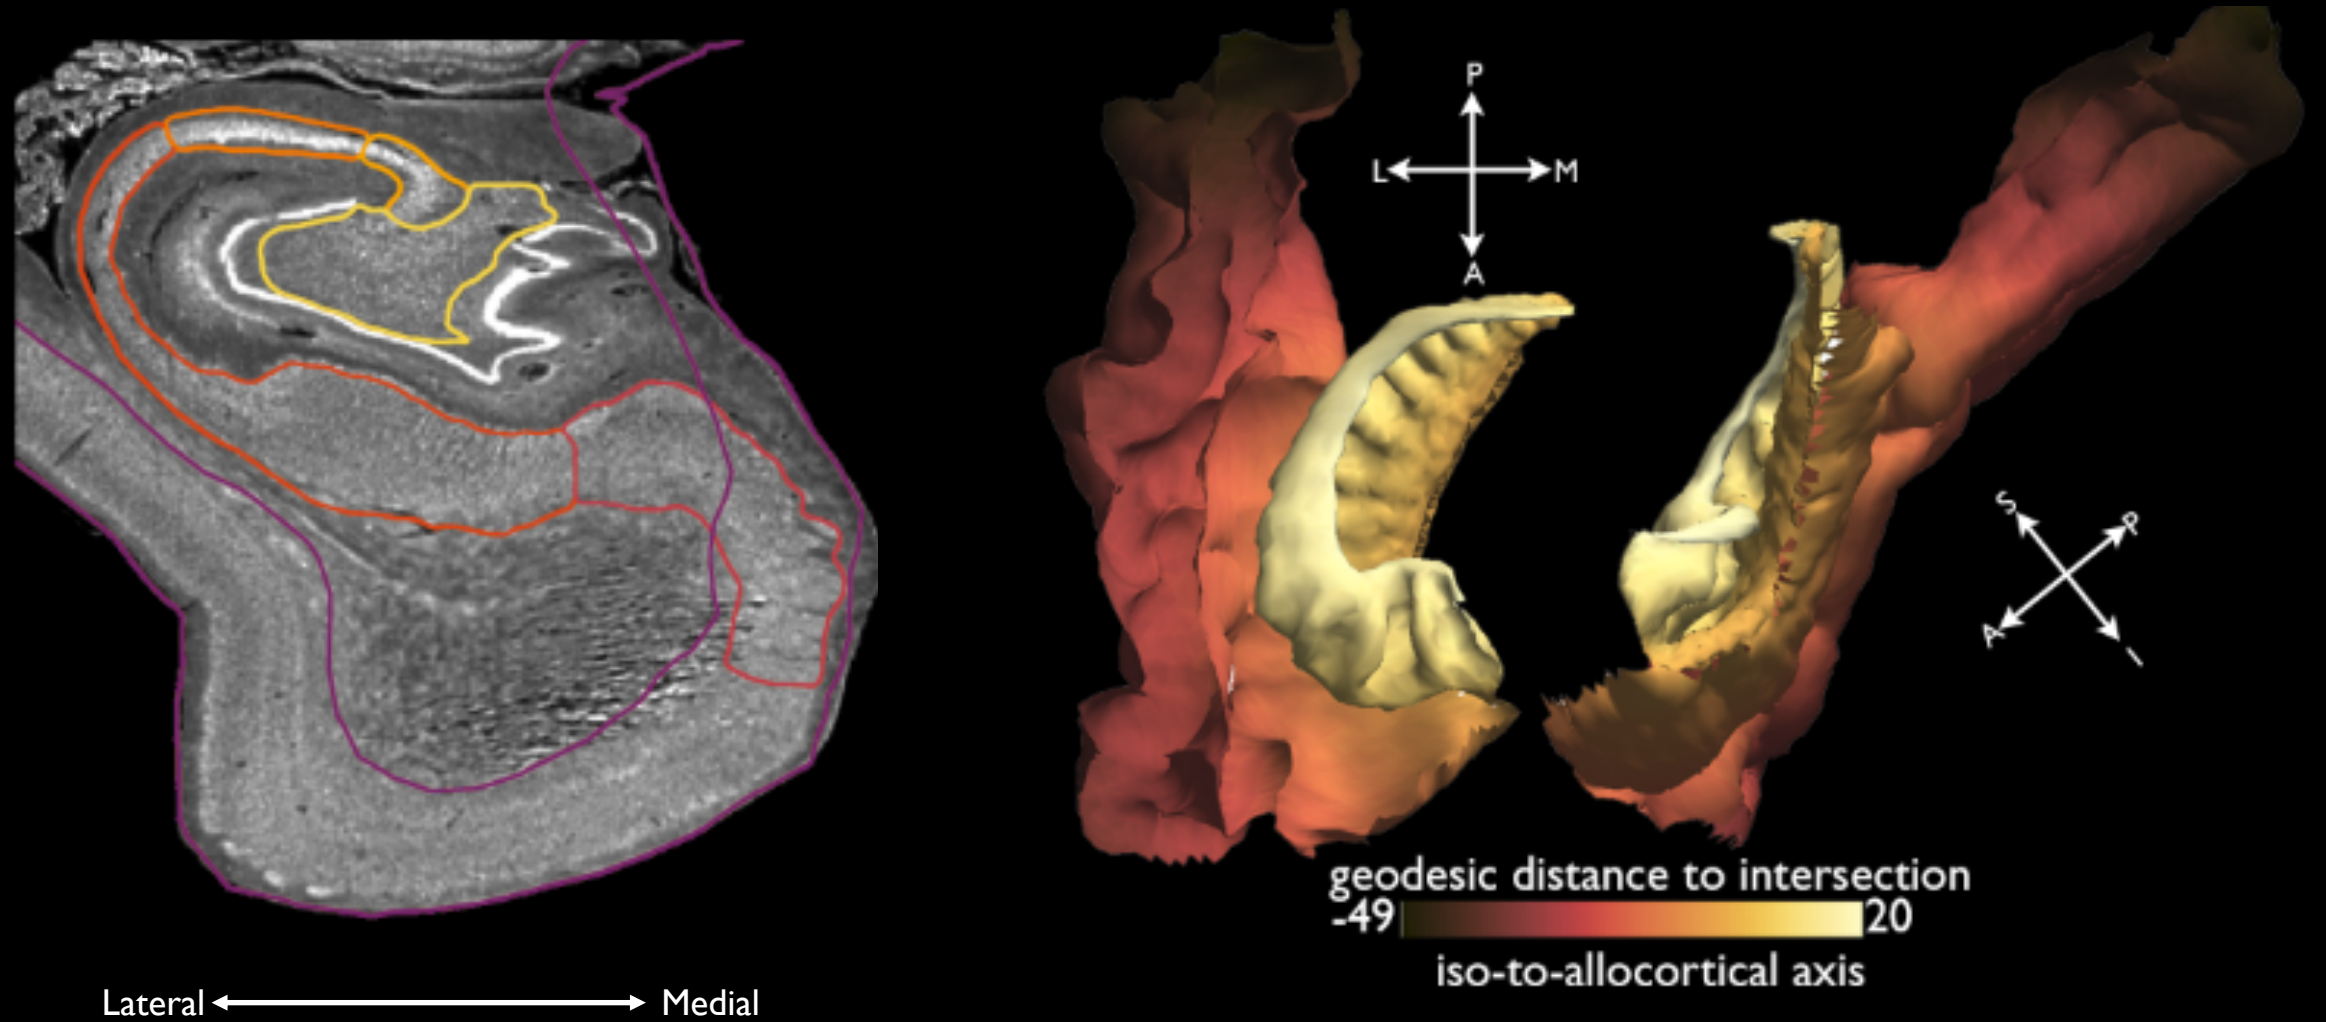 P
L M
A
S P
A I
geodesic distance to intersection
-49 20
iso-to-allocortical axis
Lateral Medial